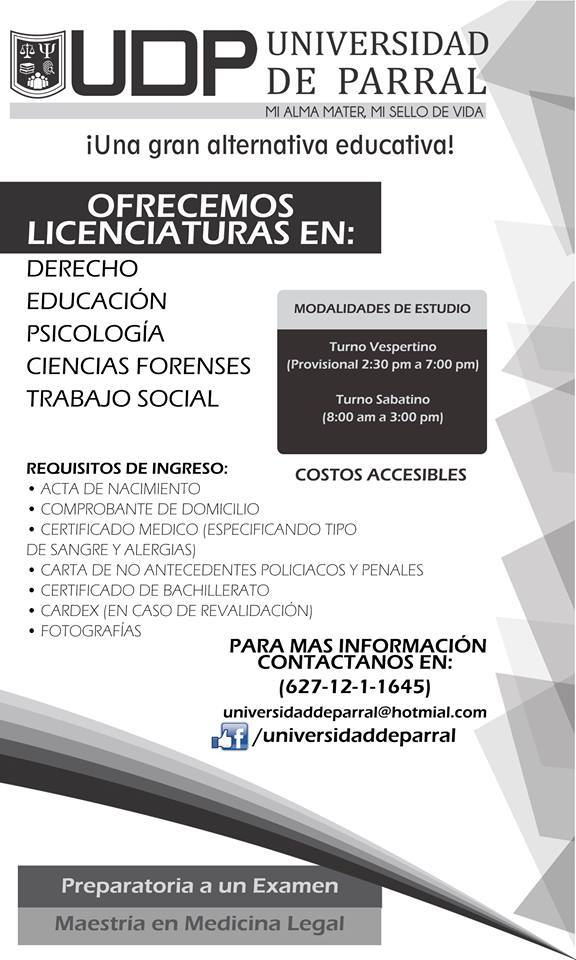 UDP
UNIVERSIDAD
DE PARRAL
MI ALMA MATER, MI SELLO DE VIDA
¡Una gran alternativa educativa!
OFRECEMOS
LICENCIATURAS EN:
DERECHO
EDUCACIÓN
PSICOLOGÍA
CIENCIAS FORENSES
TRABAJO SOCIAL
MODALIDADES DE ESTUDIO
Turno Vespertino
(Provisional 2:30 pm a 7:00 pm)
Turno Sabatino
(8:00 am a 3:00 pm)
COSTOS ACCESIBLES
REQUISITOS DE INGRESO:
• ACTA DE NACIMIENTO
• COMPROBANTE DE DOMICILIO
• CERTIFICADO MEDICO (ESPECIFICANDO TIPO
DE SANGRE Y ALERGIAS)
• CARTA DE NO ANTECEDENTES POLICIACOS Y PENALES
• CERTIFICADO DE BACHILLERATO
• CARDEX (EN CASO DE REVALIDACIÓN)
• FOTOGRAFÍAS
PARA MAS INFORMACIÓN
CONTACTANOS EN:
(627-12-1-1645)
universidaddeparral@hotmial.com
/universidaddeparral
Preparatoria a un Examen
Maestría en Medicina Legal